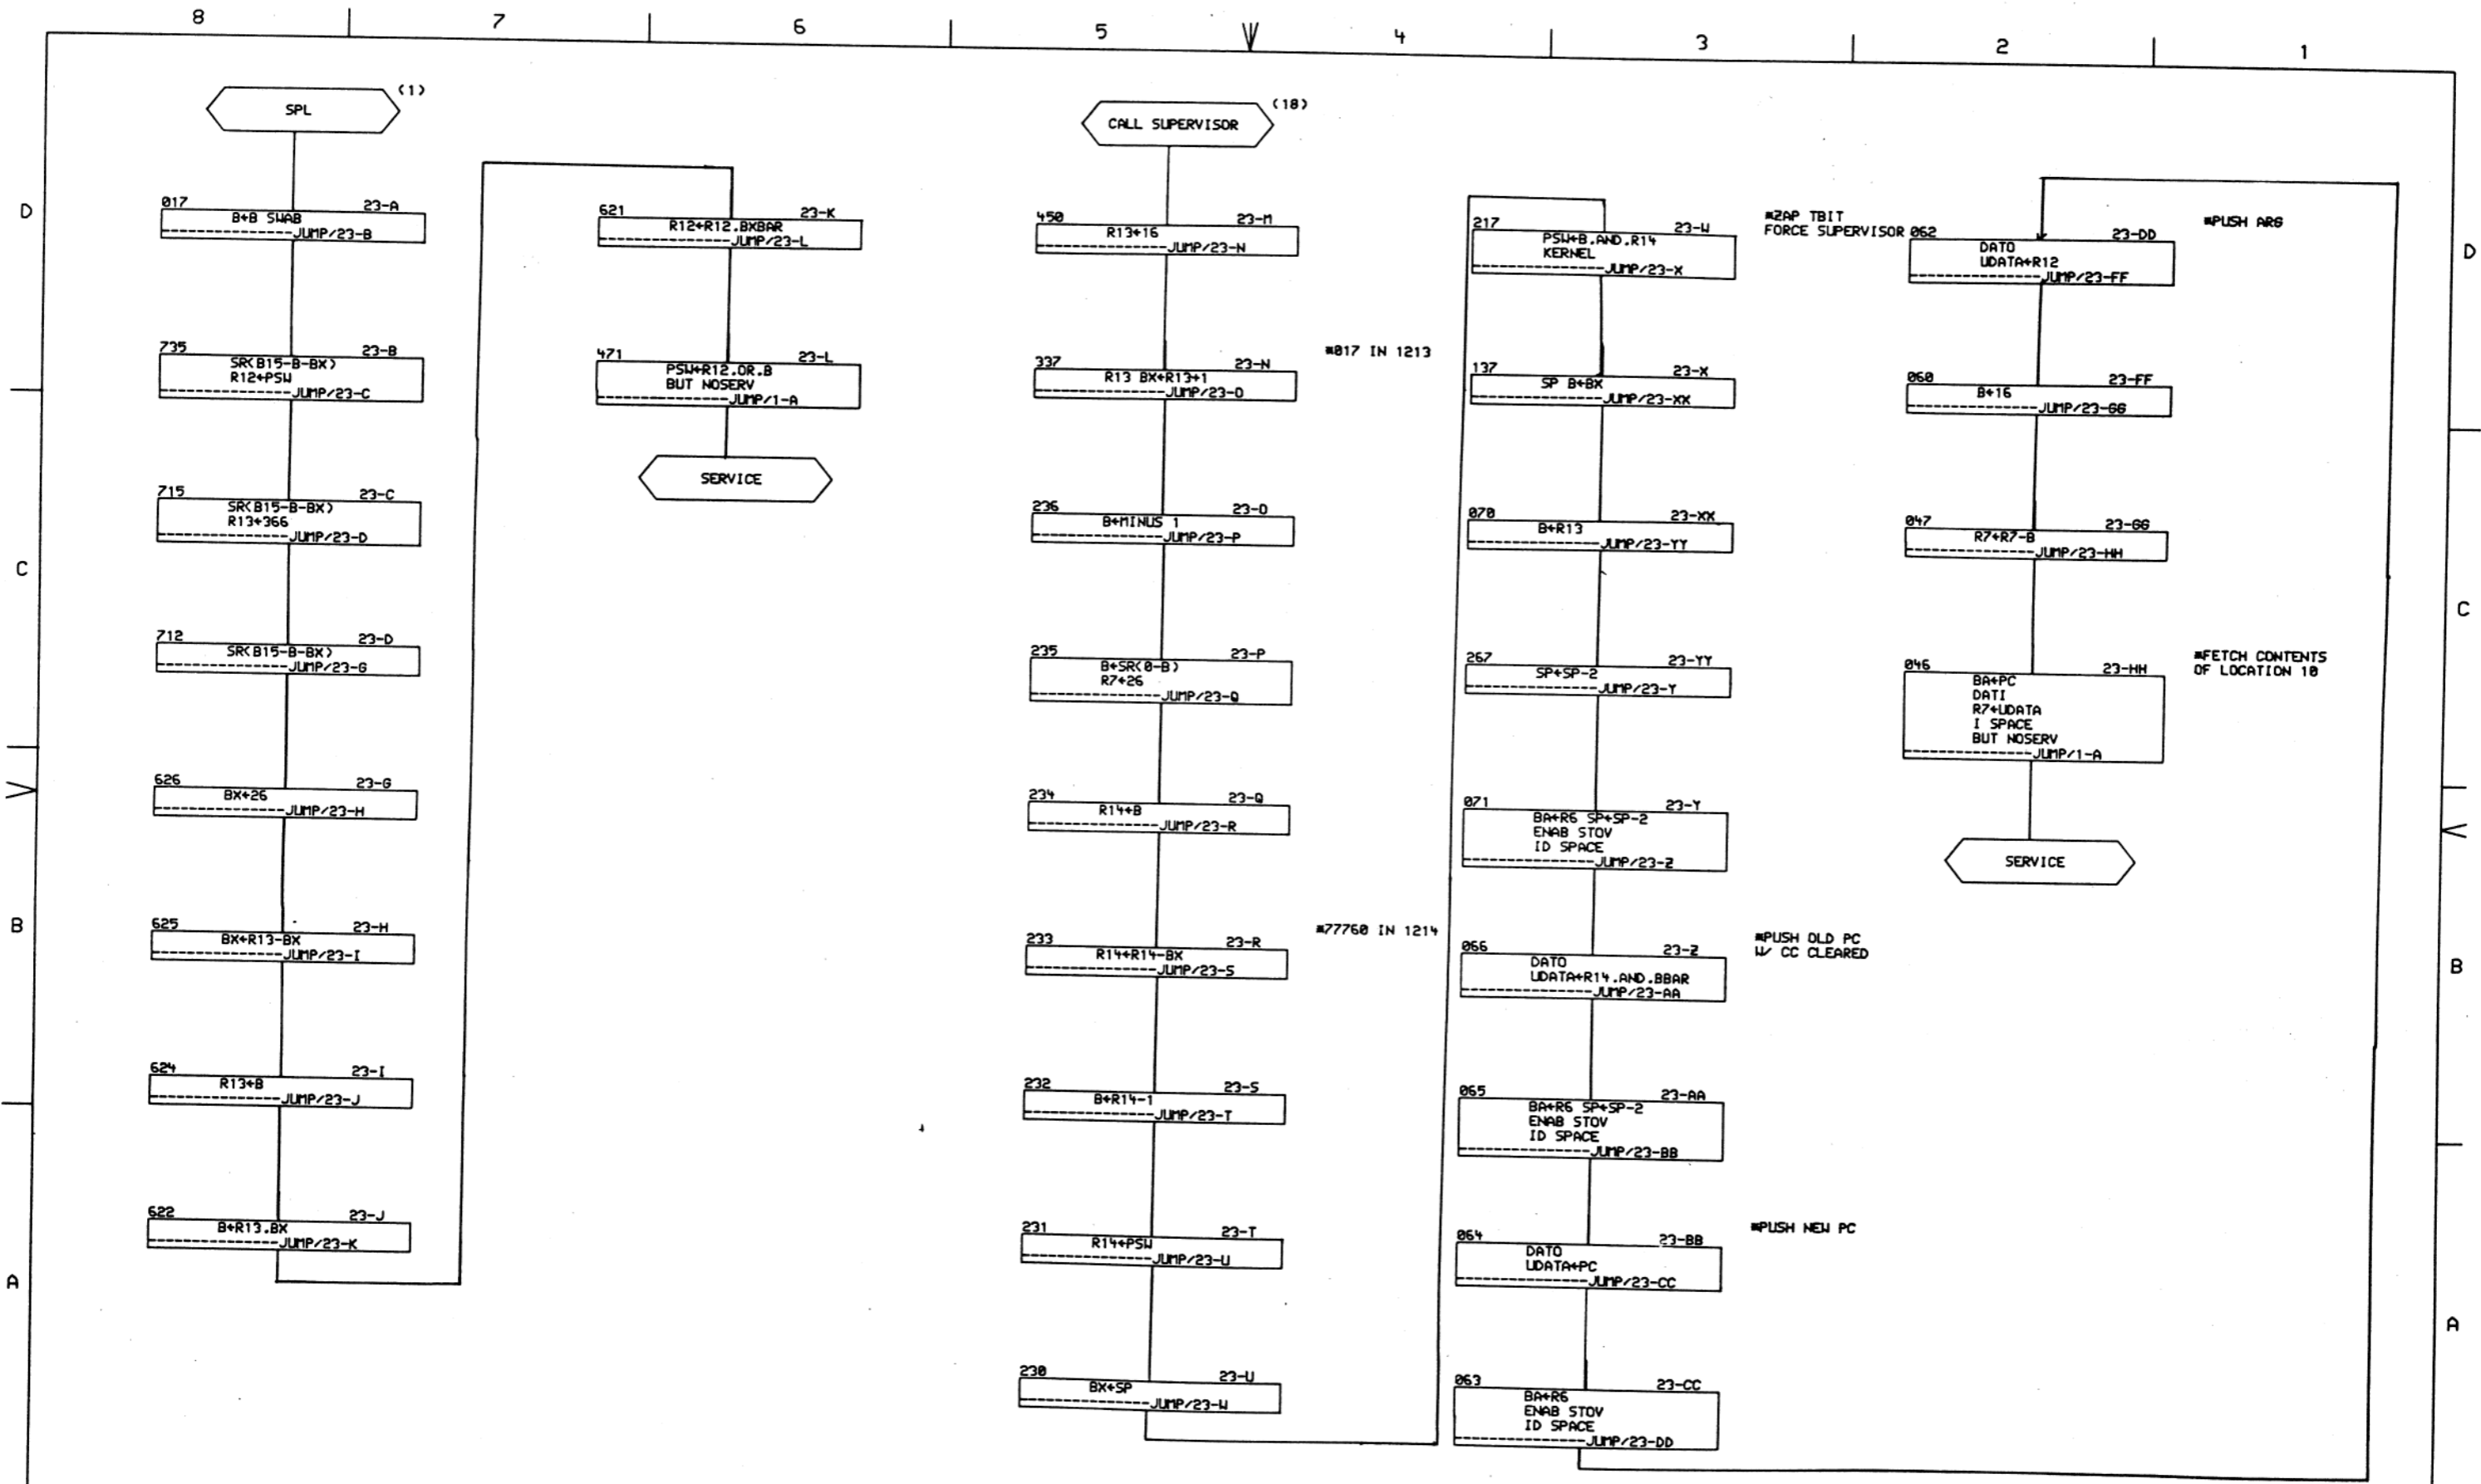 8 7 6 5 4 3 2 1
D
C
B
A
SPL
(1)
017 23-A
B←B SWAB
JUMP/23-B
735 23-B
SR(B15-B-BX)
R12←PSW
JUMP/23-C
715 23-C
SR(B15-B-BX)
R13←366
JUMP/23-D
712 23-D
SR(B15-B-BX)
JUMP/23-G
626 23-G
BX←26
JUMP/23-H
625 23-H
BX←R13-BX
JUMP/23-I
624 23-I
R13←B
JUMP/23-J
622 23-J
B←R13.BX
JUMP/23-K
621 23-K
R12←R12.BXBAR
JUMP/23-L
471 23-L
PSW←R12.OR.B
BUT NOSERV
JUMP/1-A
SERVICE
CALL SUPERVISOR
(18)
450 23-M
R13←16
JUMP/23-N
337 23-N
R13 BX←R13+1
JUMP/23-O
*017 IN 1213
236 23-O
B←MINUS 1
JUMP/23-P
235 23-P
B←SR(0-B)
R7←26
JUMP/23-Q
234 23-Q
R14←B
JUMP/23-R
233 23-R
R14←R14-BX
JUMP/23-S
*77760 IN 1214
232 23-S
B←R14-1
JUMP/23-T
231 23-T
R14←PSW
JUMP/23-U
230 23-U
BX←SP
JUMP/23-W
217 23-W
PSW←B.AND.R14
KERNEL
JUMP/23-X
*ZAP TBIT
FORCE SUPERVISOR
137 23-X
SP B←BX
JUMP/23-XX
070 23-XX
B←R13
JUMP/23-YY
267 23-YY
SP←SP-2
JUMP/23-Y
071 23-Y
BA←R6 SP←SP-2
ENAB STOV
ID SPACE
JUMP/23-Z
066 23-Z
DATO
UDATA←R14.AND.BBAR
JUMP/23-AA
*PUSH OLD PC
W/ CC CLEARED
065 23-AA
BA←R6 SP←SP-2
ENAB STOV
ID SPACE
JUMP/23-BB
064 23-BB
DATO
UDATA←PC
JUMP/23-CC
*PUSH NEW PC
063 23-CC
BA←R6
ENAB STOV
ID SPACE
JUMP/23-DD
062 23-DD
DATO
UDATA←R12
JUMP/23-FF
*PUSH ARG
060 23-FF
B←16
JUMP/23-GG
047 23-GG
R7←R7-B
JUMP/23-HH
046 23-HH
BA←PC
DATI
R7←UDATA
I SPACE
BUT NOSERV
JUMP/1-A
*FETCH CONTENTS
OF LOCATION 10
SERVICE
D
C
B
A